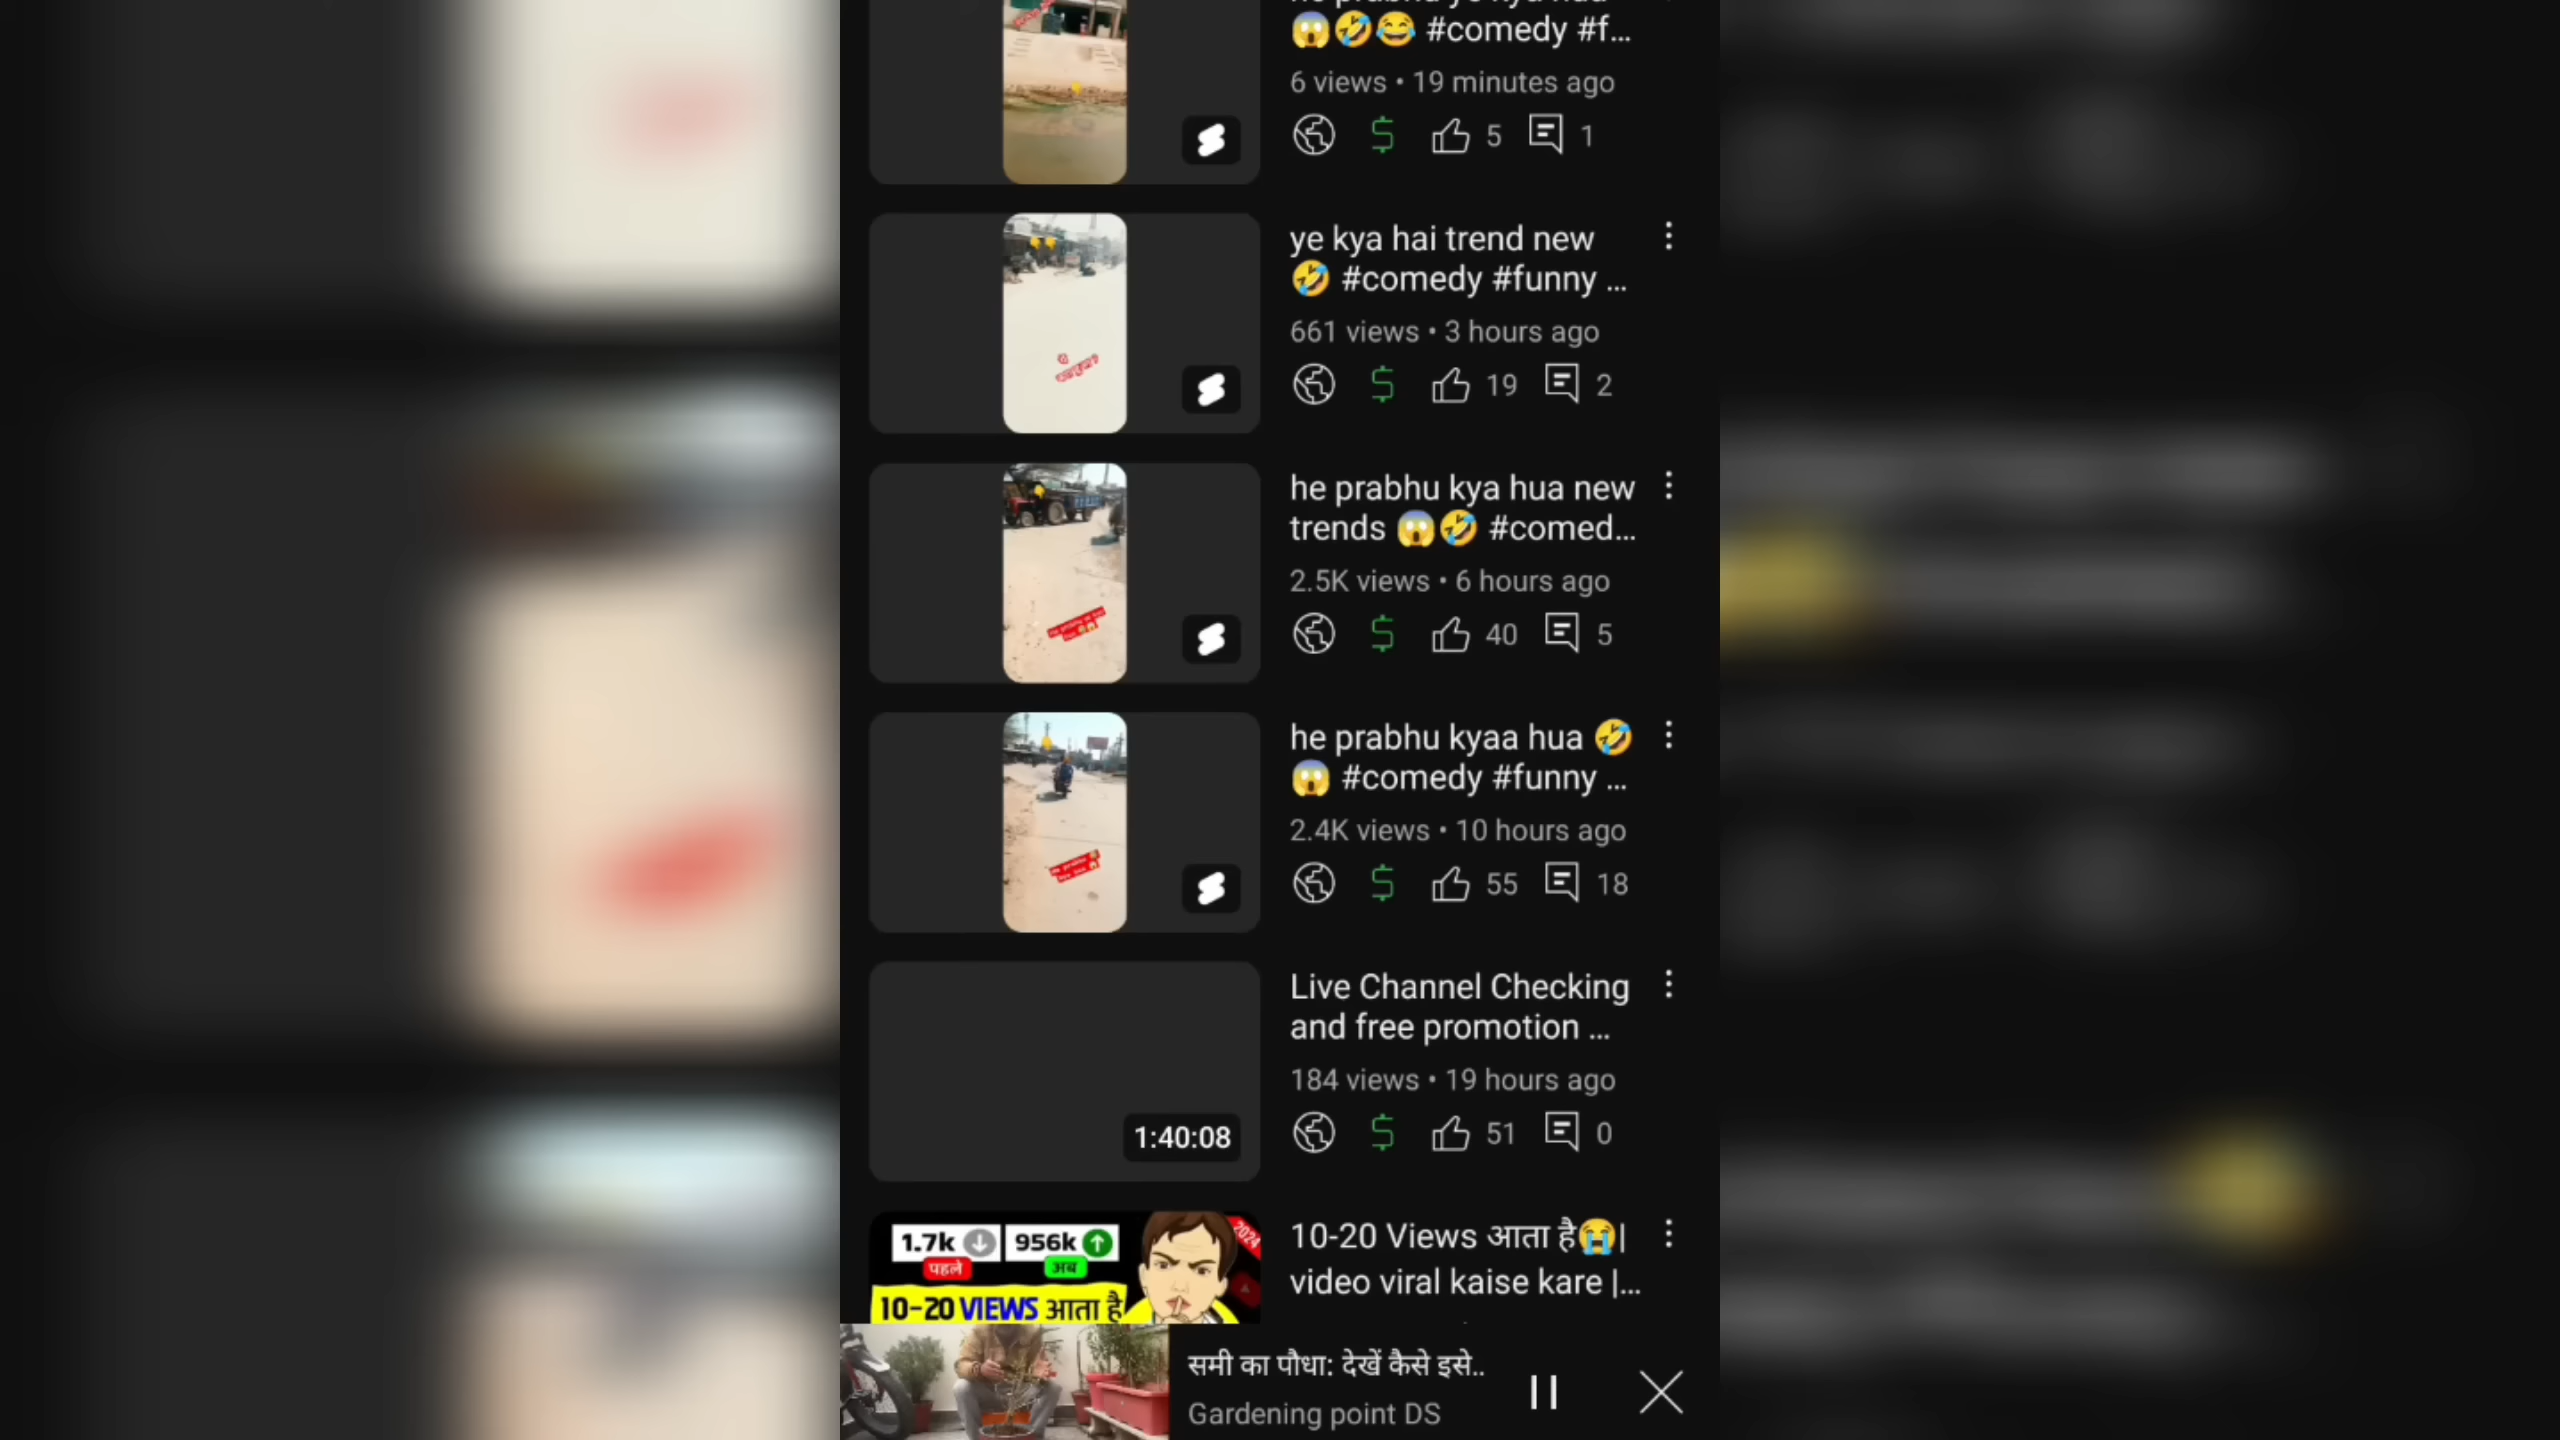 😱🤣😂 #comedy #f...
6 views • 19 minutes ago
5 1
ye kya hai trend new
🤣 #comedy #funny ...
661 views • 3 hours ago
19 2
he prabhu kya hua new
trends 😱🤣 #comed...
2.5K views • 6 hours ago
$ 40 5
he prabhu kyaa hua 🤣
😱 #comedy #funny ...
2.4K views • 10 hours ago
55 18
Live Channel Checking
and free promotion ...
184 views • 19 hours ago
51 0
1:40:08
1.7k 956k
पहले अब
2024
10-20 VIEWS आता है
10-20 Views आता है😭|
video viral kaise kare |...
समी का पौधा: देखें कैसे इसे..
Gardening point DS